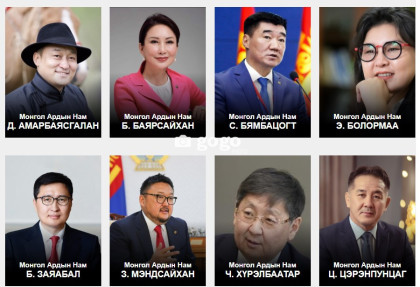 Монгол Ардын Нам
Д. АМАРБАЯСГАЛАН
Монгол Ардын Нам
Б. БАЯРСАЙХАН
Монгол Ардын Нам
С. БЯМБАЦОГТ
Монгол Ардын Нам
Э. БОЛОРМАА
gogo
Монгол Ардын Нам
Б. ЗАЯАБАЛ
Монгол Ардын Нам
З. МЭНДСАЙХАН
Монгол Ардын Нам
Ч. ХҮРЭЛБААТАР
Монгол Ардын Нам
Ц. ЦЭРЭНПУНЦАГ